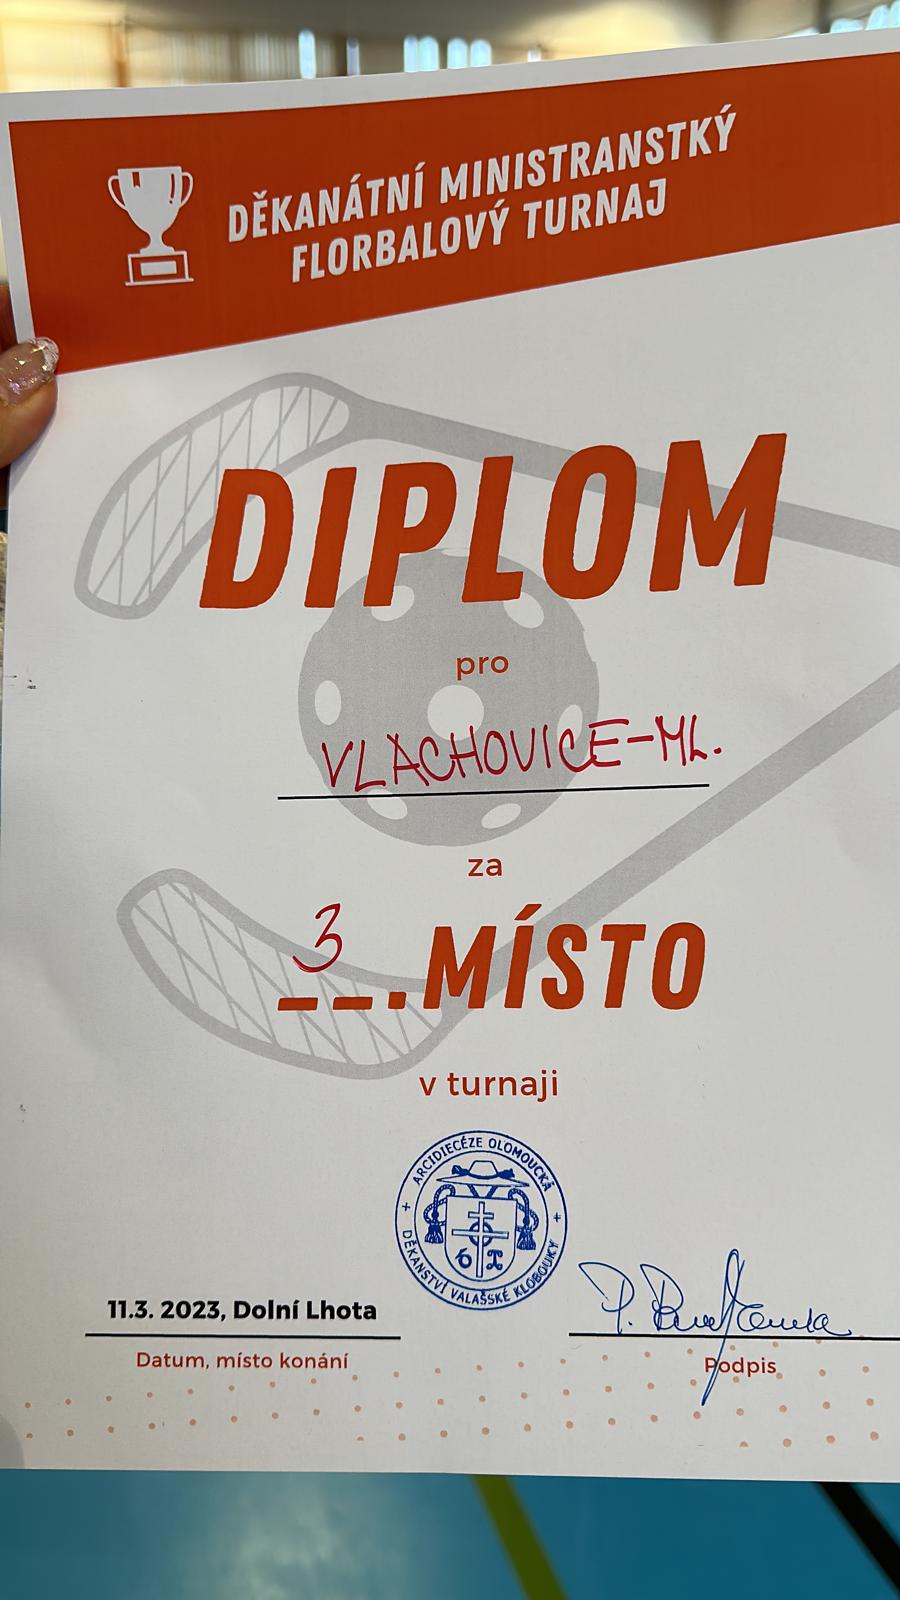 DĚKANÁTNÍ MINISTRANSTKÝ
FLORBALOVÝ TURNAJ
DIPLOM
pro
VLACHOVICE-ML.
za
3
__.MÍSTO
v turnaji
ARCIDIECÉZE OLOMOUCKÁ
DĚKANSTVÍ VALAŠSKÉ KLOBOUKY
11.3. 2023, Dolní Lhota
Datum, místo konání
P.
Podpis